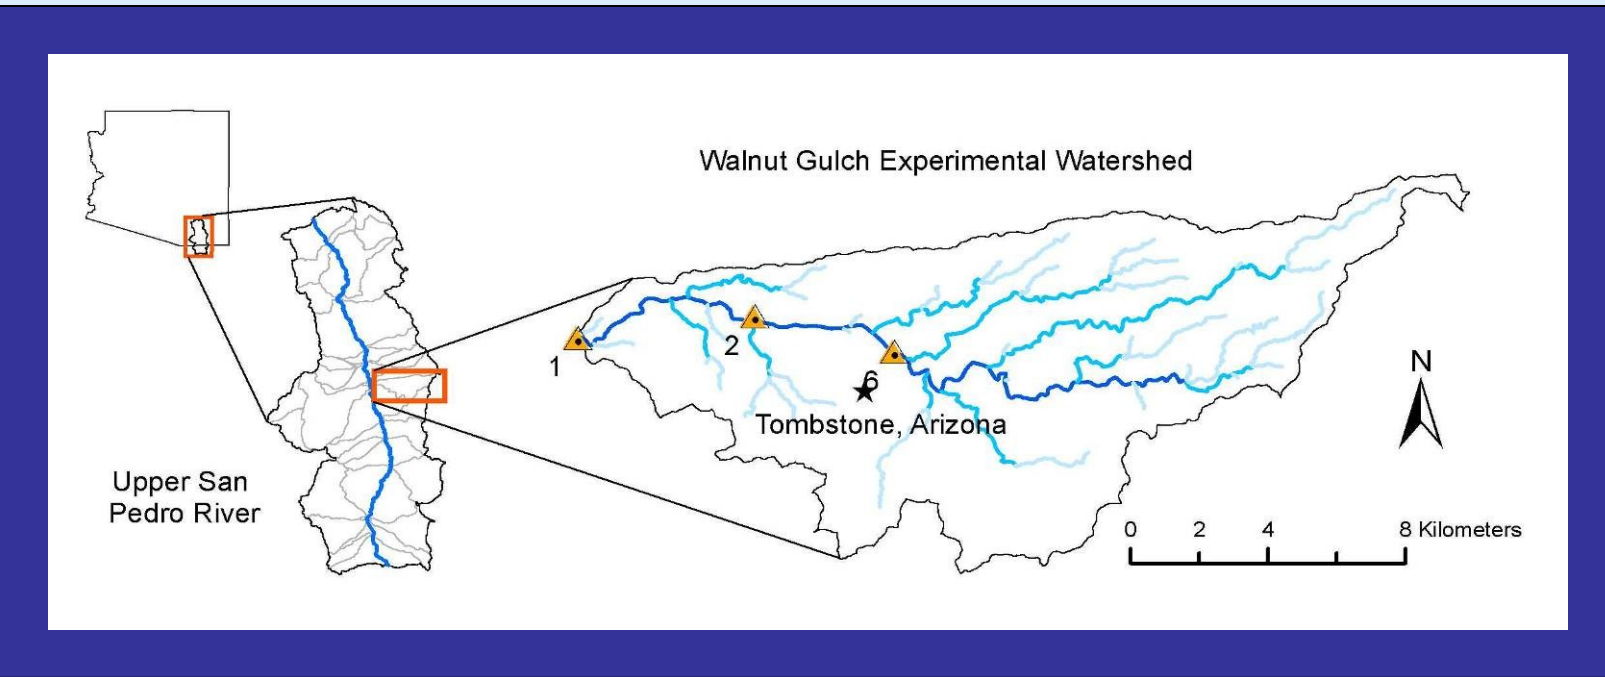 Walnut Gulch Experimental Watershed
1
2
6
Tombstone, Arizona
Upper San
Pedro River
N
0 2 4 8 Kilometers